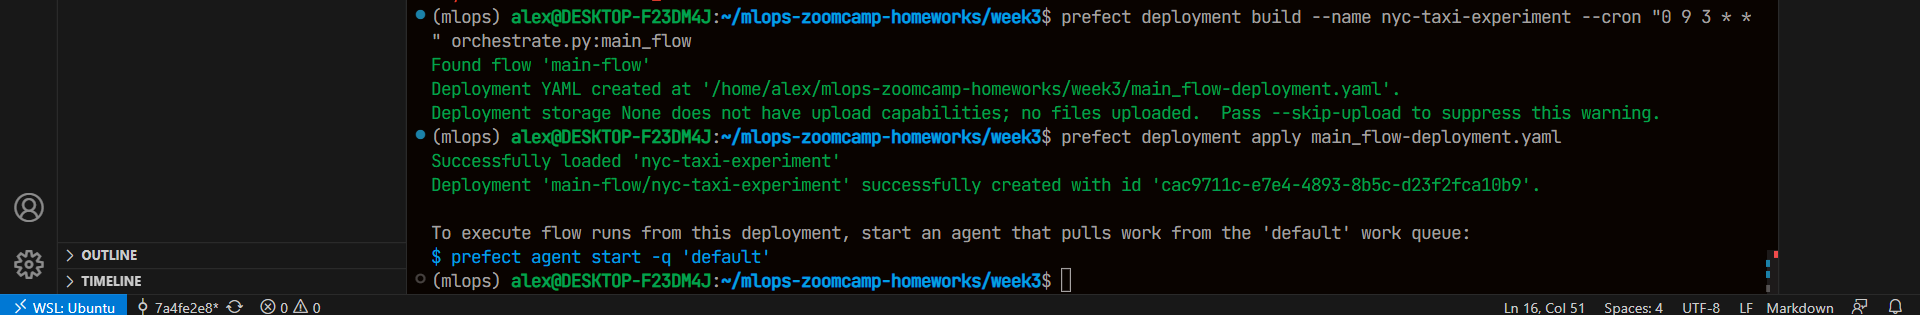 (mlops) alex@DESKTOP-F23DM4J:~/mlops-zoomcamp-homeworks/week3$ prefect deployment build --name nyc-taxi-experiment --cron "0 9 3 * *
" orchestrate.py:main_flow
Found flow 'main-flow'
Deployment YAML created at '/home/alex/mlops-zoomcamp-homeworks/week3/main_flow-deployment.yaml'.
Deployment storage None does not have upload capabilities; no files uploaded.  Pass --skip-upload to suppress this warning.
(mlops) alex@DESKTOP-F23DM4J:~/mlops-zoomcamp-homeworks/week3$ prefect deployment apply main_flow-deployment.yaml
Successfully loaded 'nyc-taxi-experiment'
Deployment 'main-flow/nyc-taxi-experiment' successfully created with id 'cac9711c-e7e4-4893-8b5c-d23f2fca10b9'.
To execute flow runs from this deployment, start an agent that pulls work from the 'default' work queue:
$ prefect agent start -q 'default'
(mlops) alex@DESKTOP-F23DM4J:~/mlops-zoomcamp-homeworks/week3$
OUTLINE
TIMELINE
WSL: Ubuntu 7a4fe2e8* 0 0 Ln 16, Col 51 Spaces: 4 UTF-8 LF Markdown